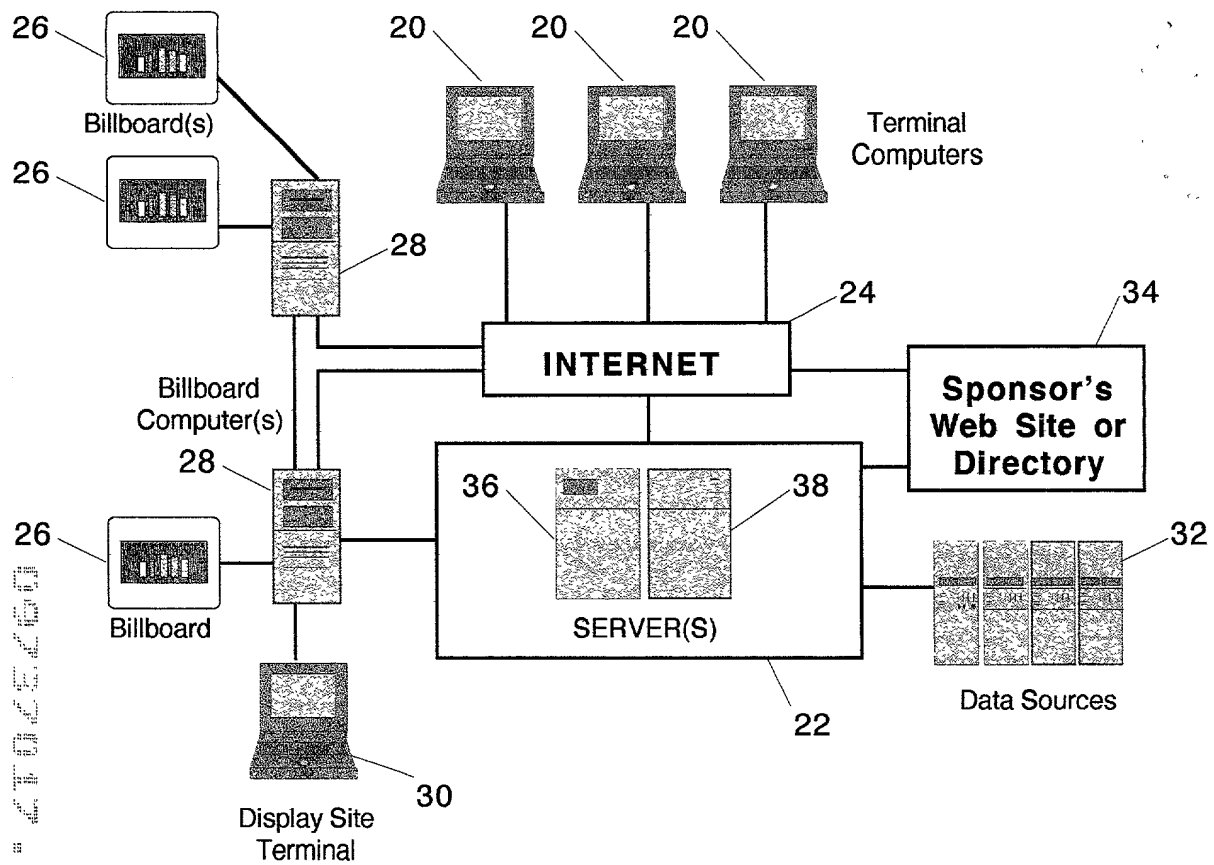 26
20
20
20
Billboard(s)
Terminal
Computers
26
28
24
34
INTERNET
Sponsor's
Web Site or
Directory
Billboard
Computer(s)
28
36
38
26
32
SERVER(S)
Billboard
Data Sources
22
30
Display Site
Terminal